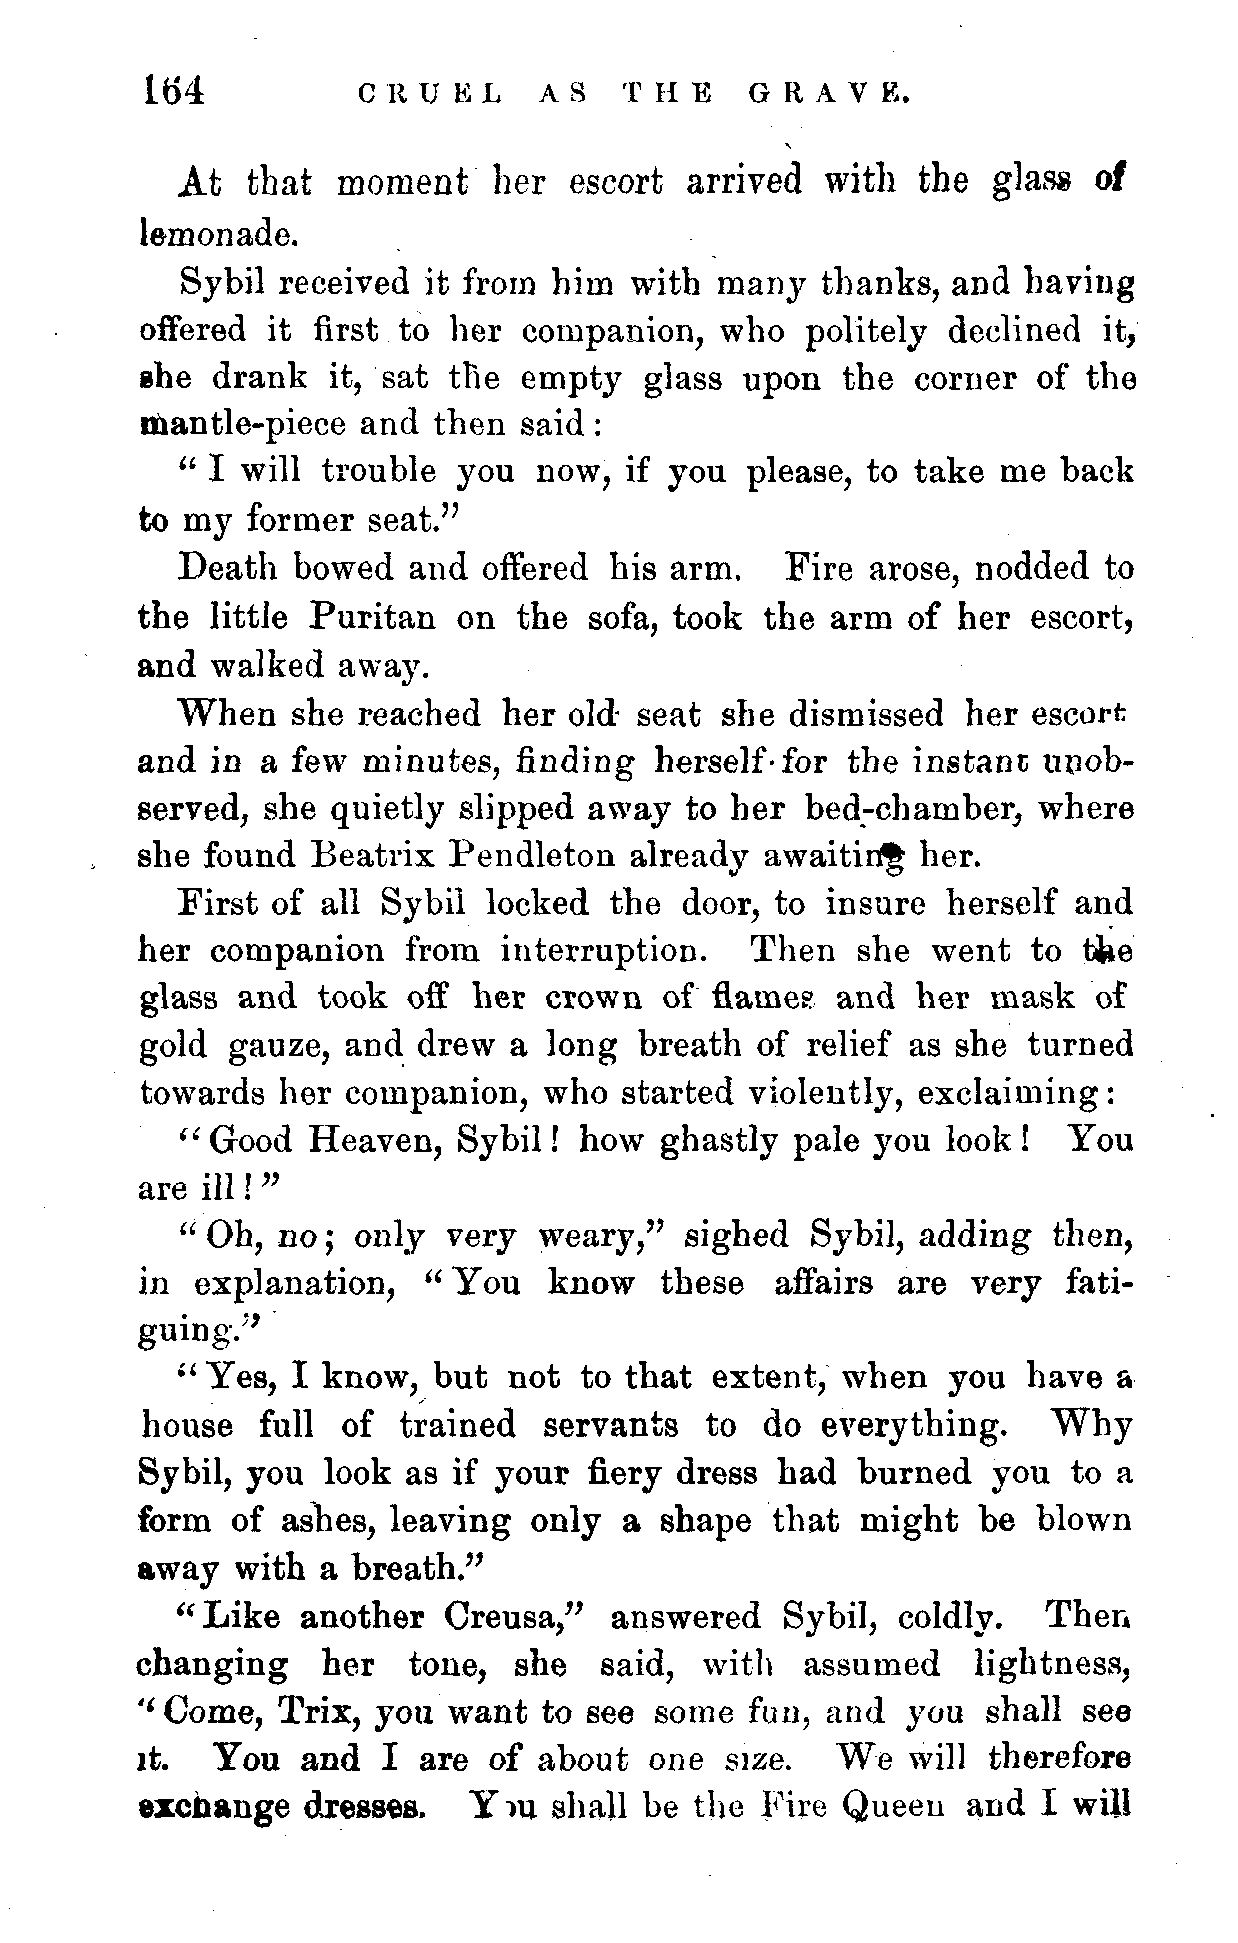 164 CRUEL AS THE GRAVE.
At that moment her escort arrived with the glass of
lemonade.
Sybil received it from him with many thanks, and having
offered it first to her companion, who politely declined it,
she drank it, sat the empty glass upon the corner of the
mantle-piece and then said:
“I will trouble you now, if you please, to take me back
to my former seat.”
Death bowed and offered his arm. Fire arose, nodded to
the little Puritan on the sofa, took the arm of her escort,
and walked away.
When she reached her old seat she dismissed her escort
and in a few minutes, finding herself for the instant unob-
served, she quietly slipped away to her bed-chamber, where
she found Beatrix Pendleton already awaiting her.
First of all Sybil locked the door, to insure herself and
her companion from interruption. Then she went to the
glass and took off her crown of flames and her mask of
gold gauze, and drew a long breath of relief as she turned
towards her companion, who started violently, exclaiming:
“Good Heaven, Sybil! how ghastly pale you look! You
are ill!”
“Oh, no; only very weary,” sighed Sybil, adding then,
in explanation, “You know these affairs are very fati-
guing.”
“Yes, I know, but not to that extent, when you have a
house full of trained servants to do everything. Why
Sybil, you look as if your fiery dress had burned you to a
form of ashes, leaving only a shape that might be blown
away with a breath.”
“Like another Creusa,” answered Sybil, coldly. Then
changing her tone, she said, with assumed lightness,
“Come, Trix, you want to see some fun, and you shall see
it. You and I are of about one size. We will therefore
exchange dresses. You shall be the Fire Queen and I will